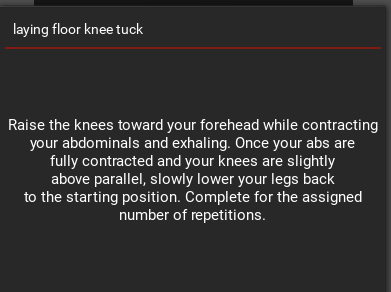 laying floor knee tuck
Raise the knees toward your forehead while contracting
your abdominals and exhaling. Once your abs are
fully contracted and your knees are slightly
above parallel, slowly lower your legs back
to the starting position. Complete for the assigned
number of repetitions.